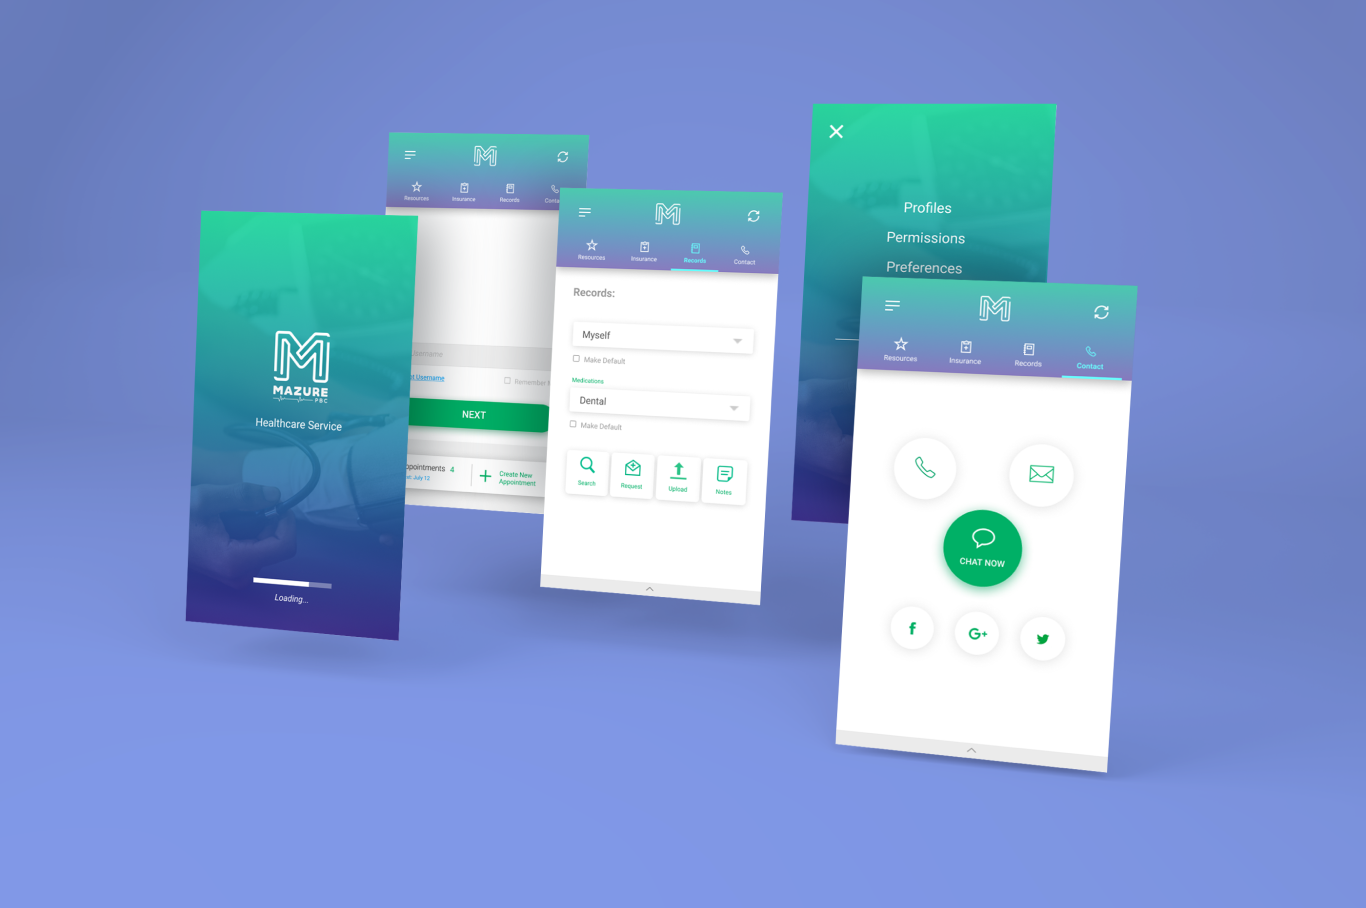 MAZURE
PBC
Healthcare Service
Loading...
M
Resources Insurance Records
Username
Username
Remember
NEXT
4
July 12
Create New
Appointment
M
Resources Insurance Records Contact
Records:
Myself
Make Default
Medications
Dental
Make Default
Search Request Upload Notes
Profiles
Permissions
Preferences
M
Resources Insurance Records Contact
CHAT NOW
f G+